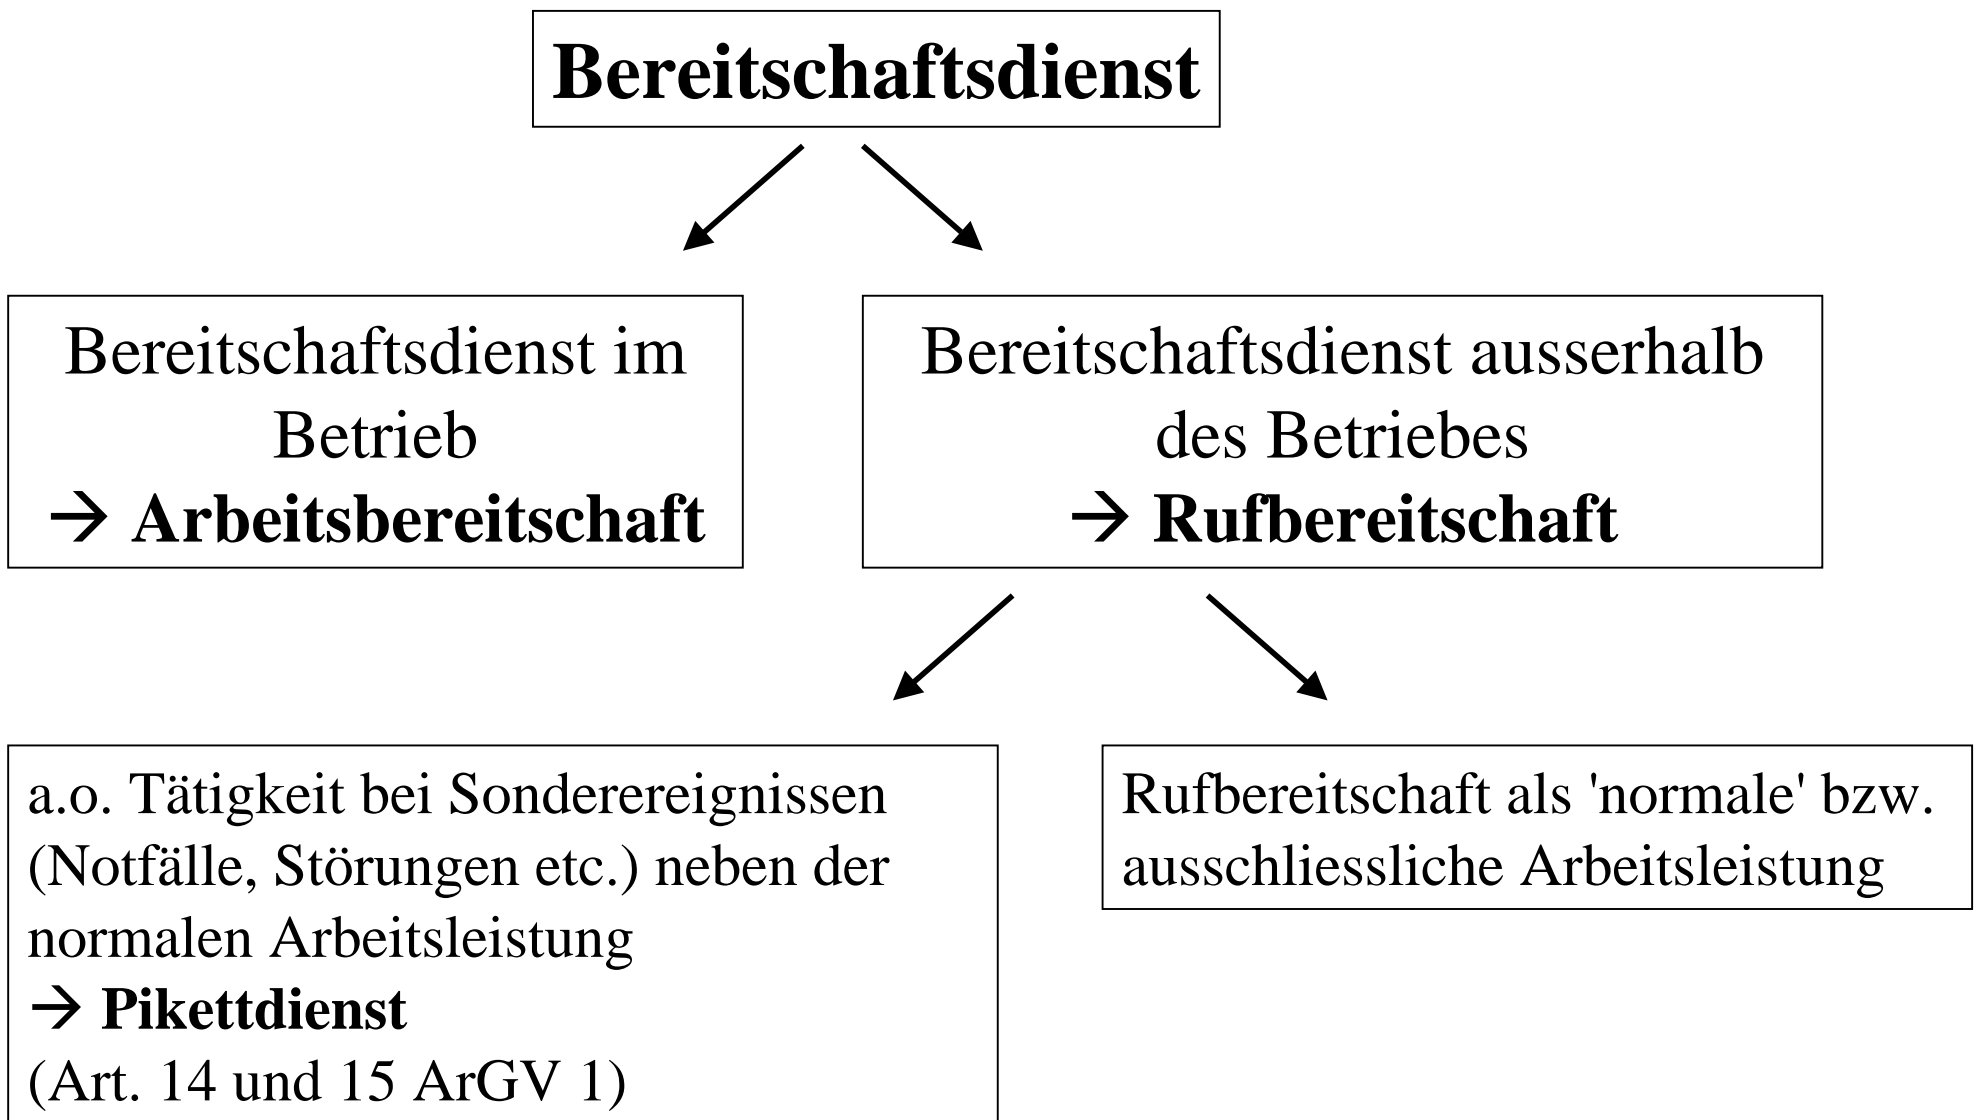 Bereitschaftsdienst
Bereitschaftsdienst im
Betrieb
→ Arbeitsbereitschaft
Bereitschaftsdienst ausserhalb
des Betriebes
→ Rufbereitschaft
a.o. Tätigkeit bei Sonderereignissen
(Notfälle, Störungen etc.) neben der
normalen Arbeitsleistung
→ Pikettdienst
(Art. 14 und 15 ArGV 1)
Rufbereitschaft als 'normale' bzw.
ausschliessliche Arbeitsleistung